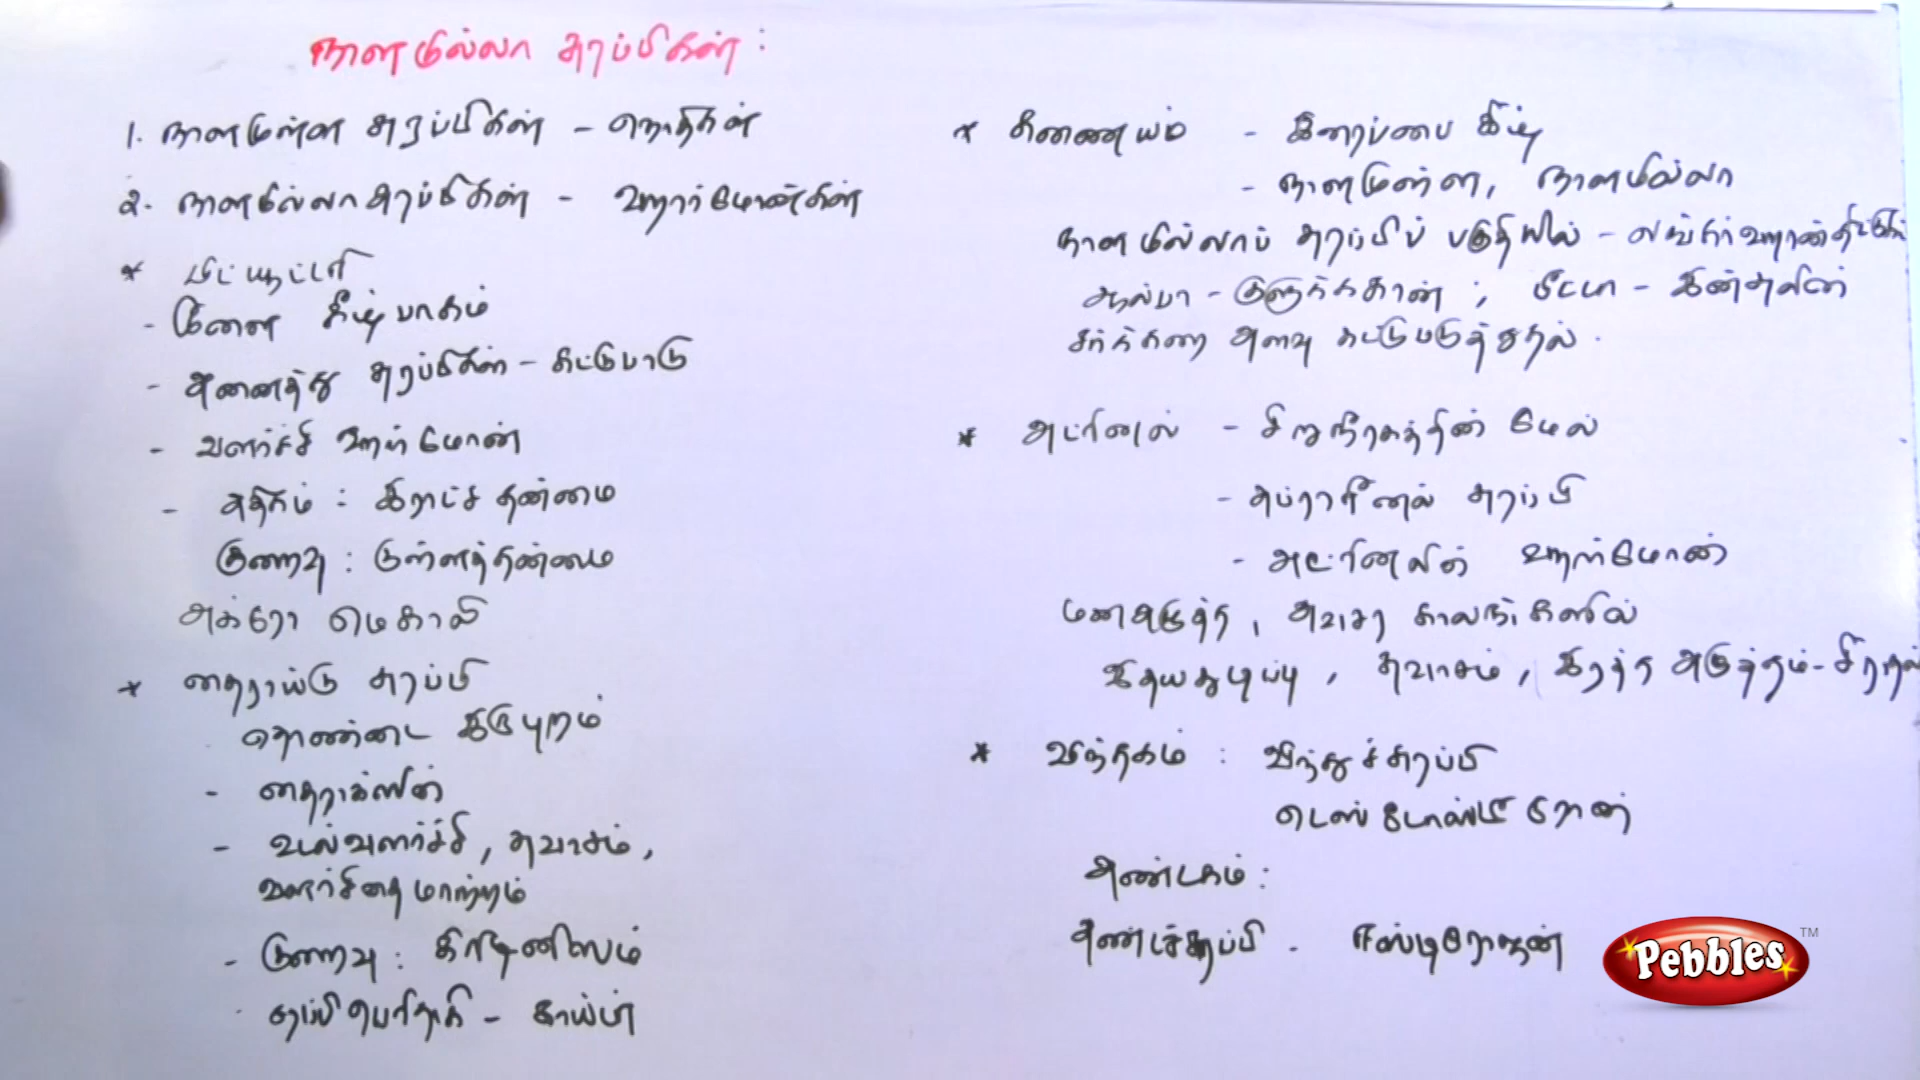 நாளமில்லா சுரப்பிகள் :
1. நாளமுள்ள சுரப்பிகள் - நொதிகள்
2. நாளமில்லா சுரப்பிகள் - ஹார்மோன்கள்
* பிட்யூட்டரி
- மூளை கீழ் பாகம்
- அனைத்து சுரப்பிகள் - கட்டுபாடு
- வளர்ச்சி ஹார்மோன்
- அதிகம் : இராட்ச தன்மை
குறைவு : குள்ளத்தன்மை
அக்ரோ மெகாலி
* தைராய்டு சுரப்பி
தொண்டை இருபுறம்
- தைராக்ஸின்
- உடல்வளர்ச்சி, சுவாசம்,
வளர்சிதை மாற்றம்
- குறைவு : கிரிடினிஸம்
சுரப்பி பெரிதாகி - காய்டர்
* கணையம் - இரைப்பை கீழ்
- நாளமுள்ள, நாளமில்லா
நாளமில்லாப் சுரப்பிப் பகுதியில் - லாங்கர்ஹான் திட்டுகள்
ஆல்பா - குளுக்ககான் ; பீட்டா - இன்சுலின்
சர்க்கரை அளவு கட்டுபடுத்துதல் .
* அட்ரினல் - சிறுநீரகத்தின் மேல்
- சுப்ராரீனல் சுரப்பி
- அட்ரினலின் ஹார்மோன்
மனஅழுத்த , அவசர காலங்களில்
இதயதுடிப்பு , சுவாசம் , இரத்த அழுத்தம் - சீராதல்
* விந்தகம் : விந்துச்சுரப்பி
டெஸ்டோஸ்டீரோன்
அண்டகம் :
அண்டச்சுரப்பி - ஈஸ்டிரோஜன்
Pebbles TM